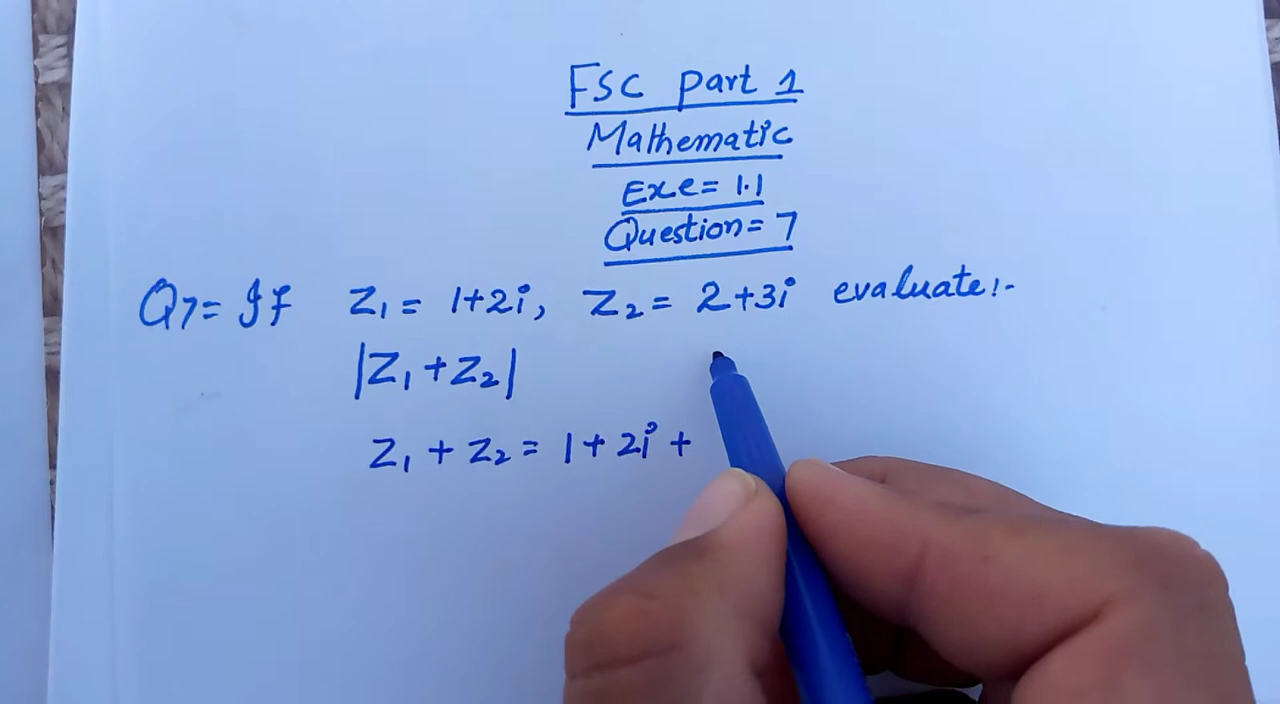 FSC part 1
Mathematic
Exe= 1.1
Question= 7
Q7= If Z₁ = 1+2i, Z₂ = 2+3i evaluate:-
|Z₁+Z₂|
Z₁ + Z₂ = 1+2i +